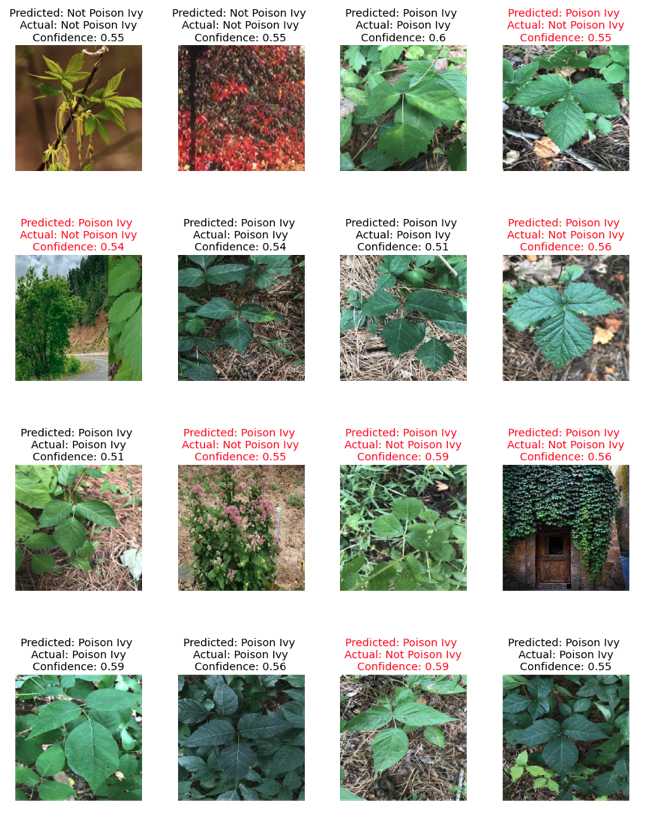 Predicted: Not Poison Ivy
Actual: Not Poison Ivy
Confidence: 0.55
Predicted: Not Poison Ivy
Actual: Not Poison Ivy
Confidence: 0.55
Predicted: Poison Ivy
Actual: Poison Ivy
Confidence: 0.6
Predicted: Poison Ivy
Actual: Not Poison Ivy
Confidence: 0.55
Predicted: Poison Ivy
Actual: Not Poison Ivy
Confidence: 0.54
Predicted: Poison Ivy
Actual: Poison Ivy
Confidence: 0.54
Predicted: Poison Ivy
Actual: Poison Ivy
Confidence: 0.51
Predicted: Poison Ivy
Actual: Not Poison Ivy
Confidence: 0.56
Predicted: Poison Ivy
Actual: Poison Ivy
Confidence: 0.51
Predicted: Poison Ivy
Actual: Not Poison Ivy
Confidence: 0.55
Predicted: Poison Ivy
Actual: Not Poison Ivy
Confidence: 0.59
Predicted: Poison Ivy
Actual: Not Poison Ivy
Confidence: 0.56
Predicted: Poison Ivy
Actual: Poison Ivy
Confidence: 0.59
Predicted: Poison Ivy
Actual: Poison Ivy
Confidence: 0.56
Predicted: Poison Ivy
Actual: Not Poison Ivy
Confidence: 0.59
Predicted: Poison Ivy
Actual: Poison Ivy
Confidence: 0.55